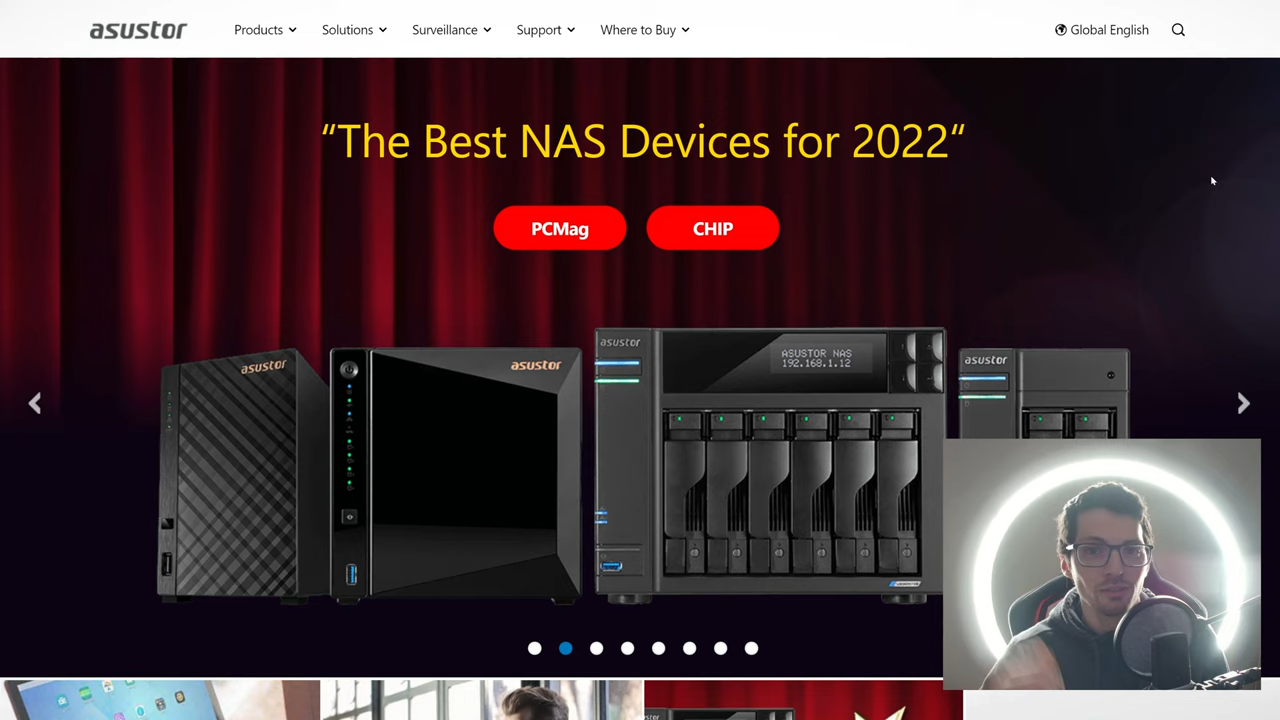 asustor
Products
Solutions
Surveillance
Support
Where to Buy
Global English
“The Best NAS Devices for 2022“
PCMag
CHIP
asustor
asustor
asustor
ASUSTOR NAS
192.168.1.12
asustor